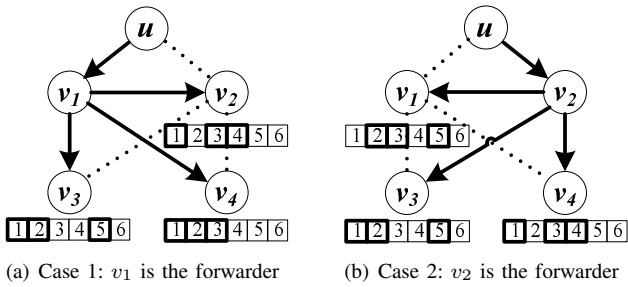 u u
v1 v2 v1 v2
1 2 3 4 5 6 1 2 3 4 5 6
v3 v4 v3 v4
1 2 3 4 5 6 1 2 3 4 5 6 1 2 3 4 5 6 1 2 3 4 5 6
(a) Case 1: v1 is the forwarder (b) Case 2: v2 is the forwarder